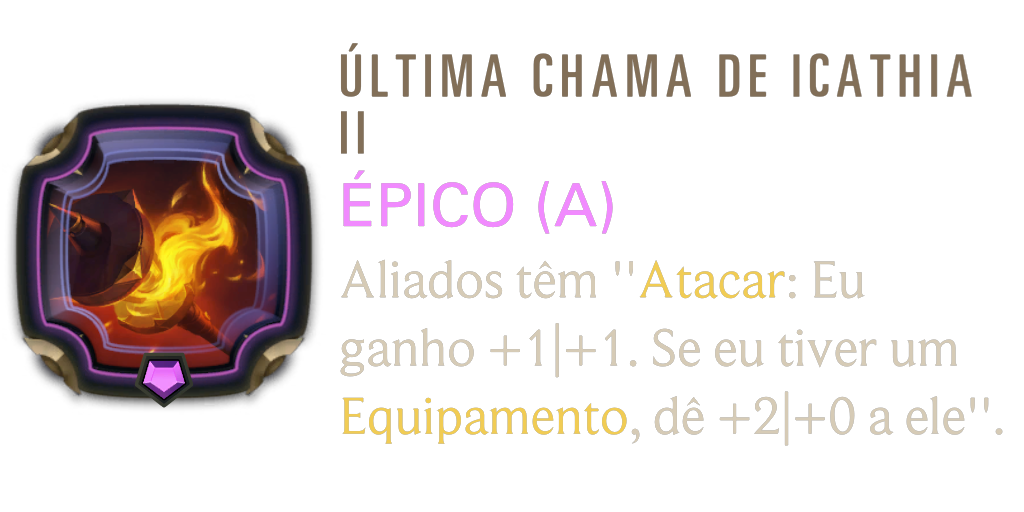 ÚLTIMA CHAMA DE ICATHIA
II
ÉPICO (A)
Aliados têm "Atacar: Eu
ganho +1|+1. Se eu tiver um
Equipamento, dê +2|+0 a ele".